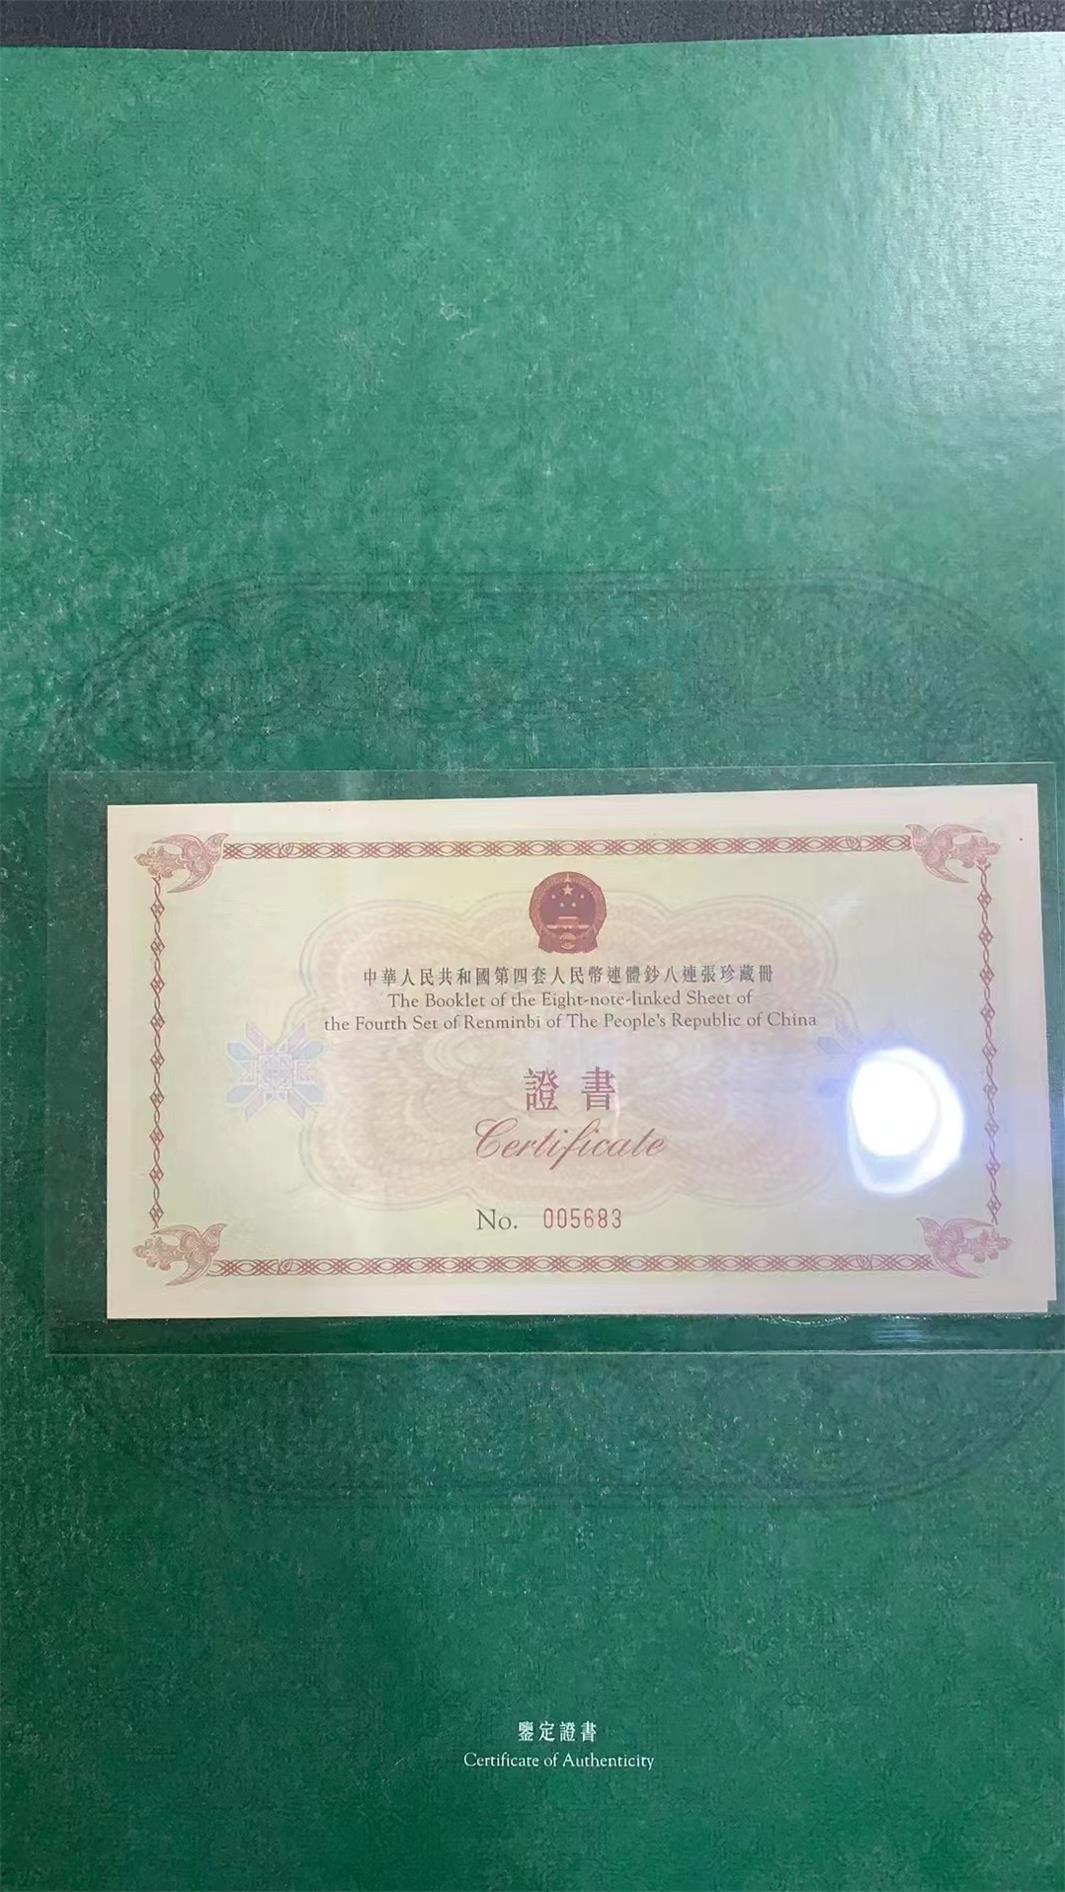 中華人民共和國第四套人民幣連體鈔八連張珍藏冊
The Booklet of the Eight-note-linked Sheet of
the Fourth Set of Renminbi of The People's Republic of China
證書
Certificate
No. 005683
鑒定證書
Certificate of Authenticity